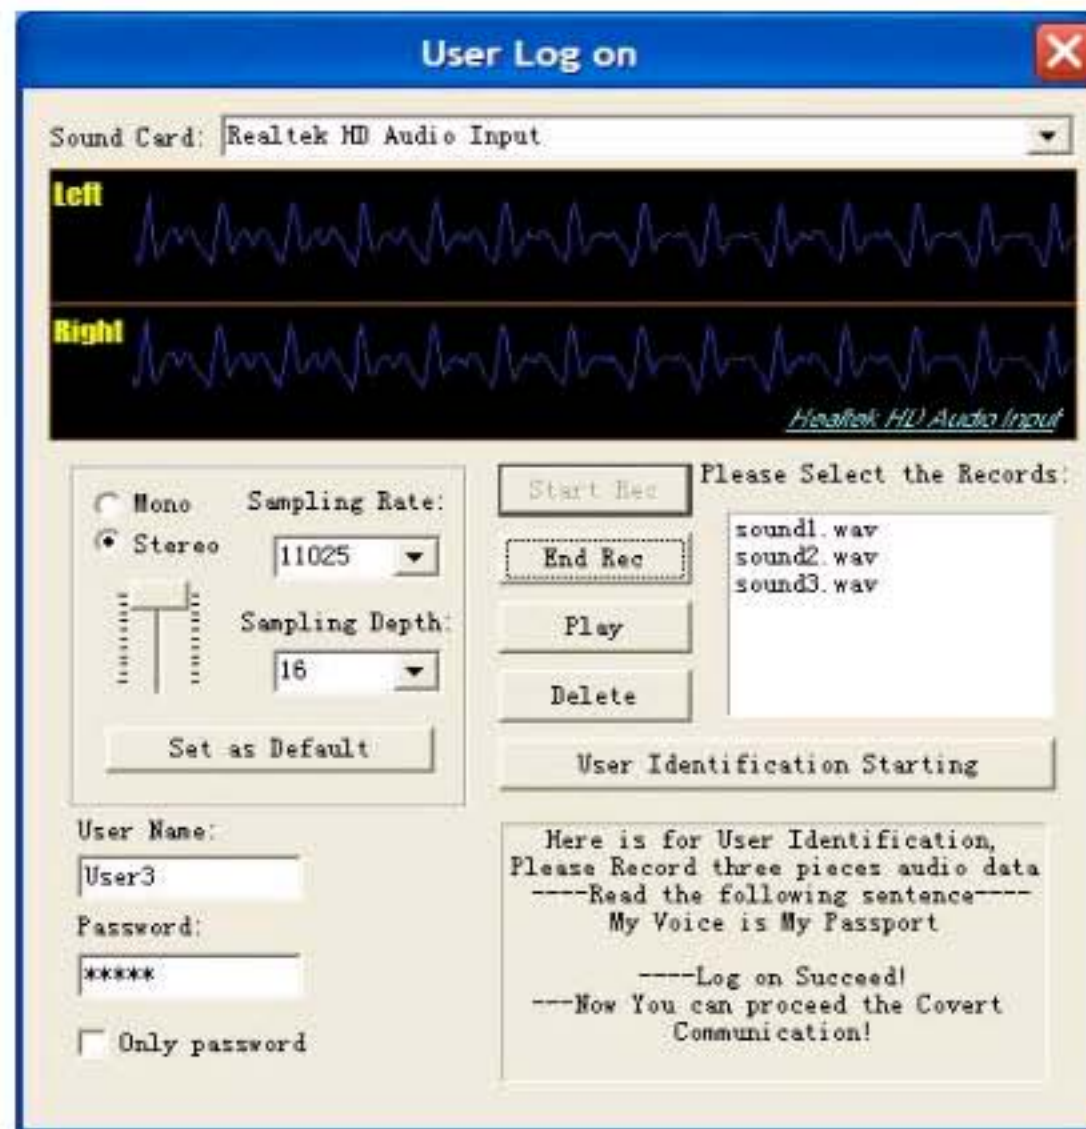 User Log on
Sound Card: Realtek HD Audio Input
Left
Right
Realtek HD Audio Input
Mono
Stereo
Sampling Rate:
11025
Sampling Depth:
16
Set as Default
Start Rec
End Rec
Play
Delete
Please Select the Records:
sound1.wav
sound2.wav
sound3.wav
User Identification Starting
User Name:
User3
Password:
*****
Only password
Here is for User Identification,
Please Record three pieces audio data
----Read the following sentence----
My Voice is My Passport
----Log on Succeed!
---Now You can proceed the Covert
Communication!